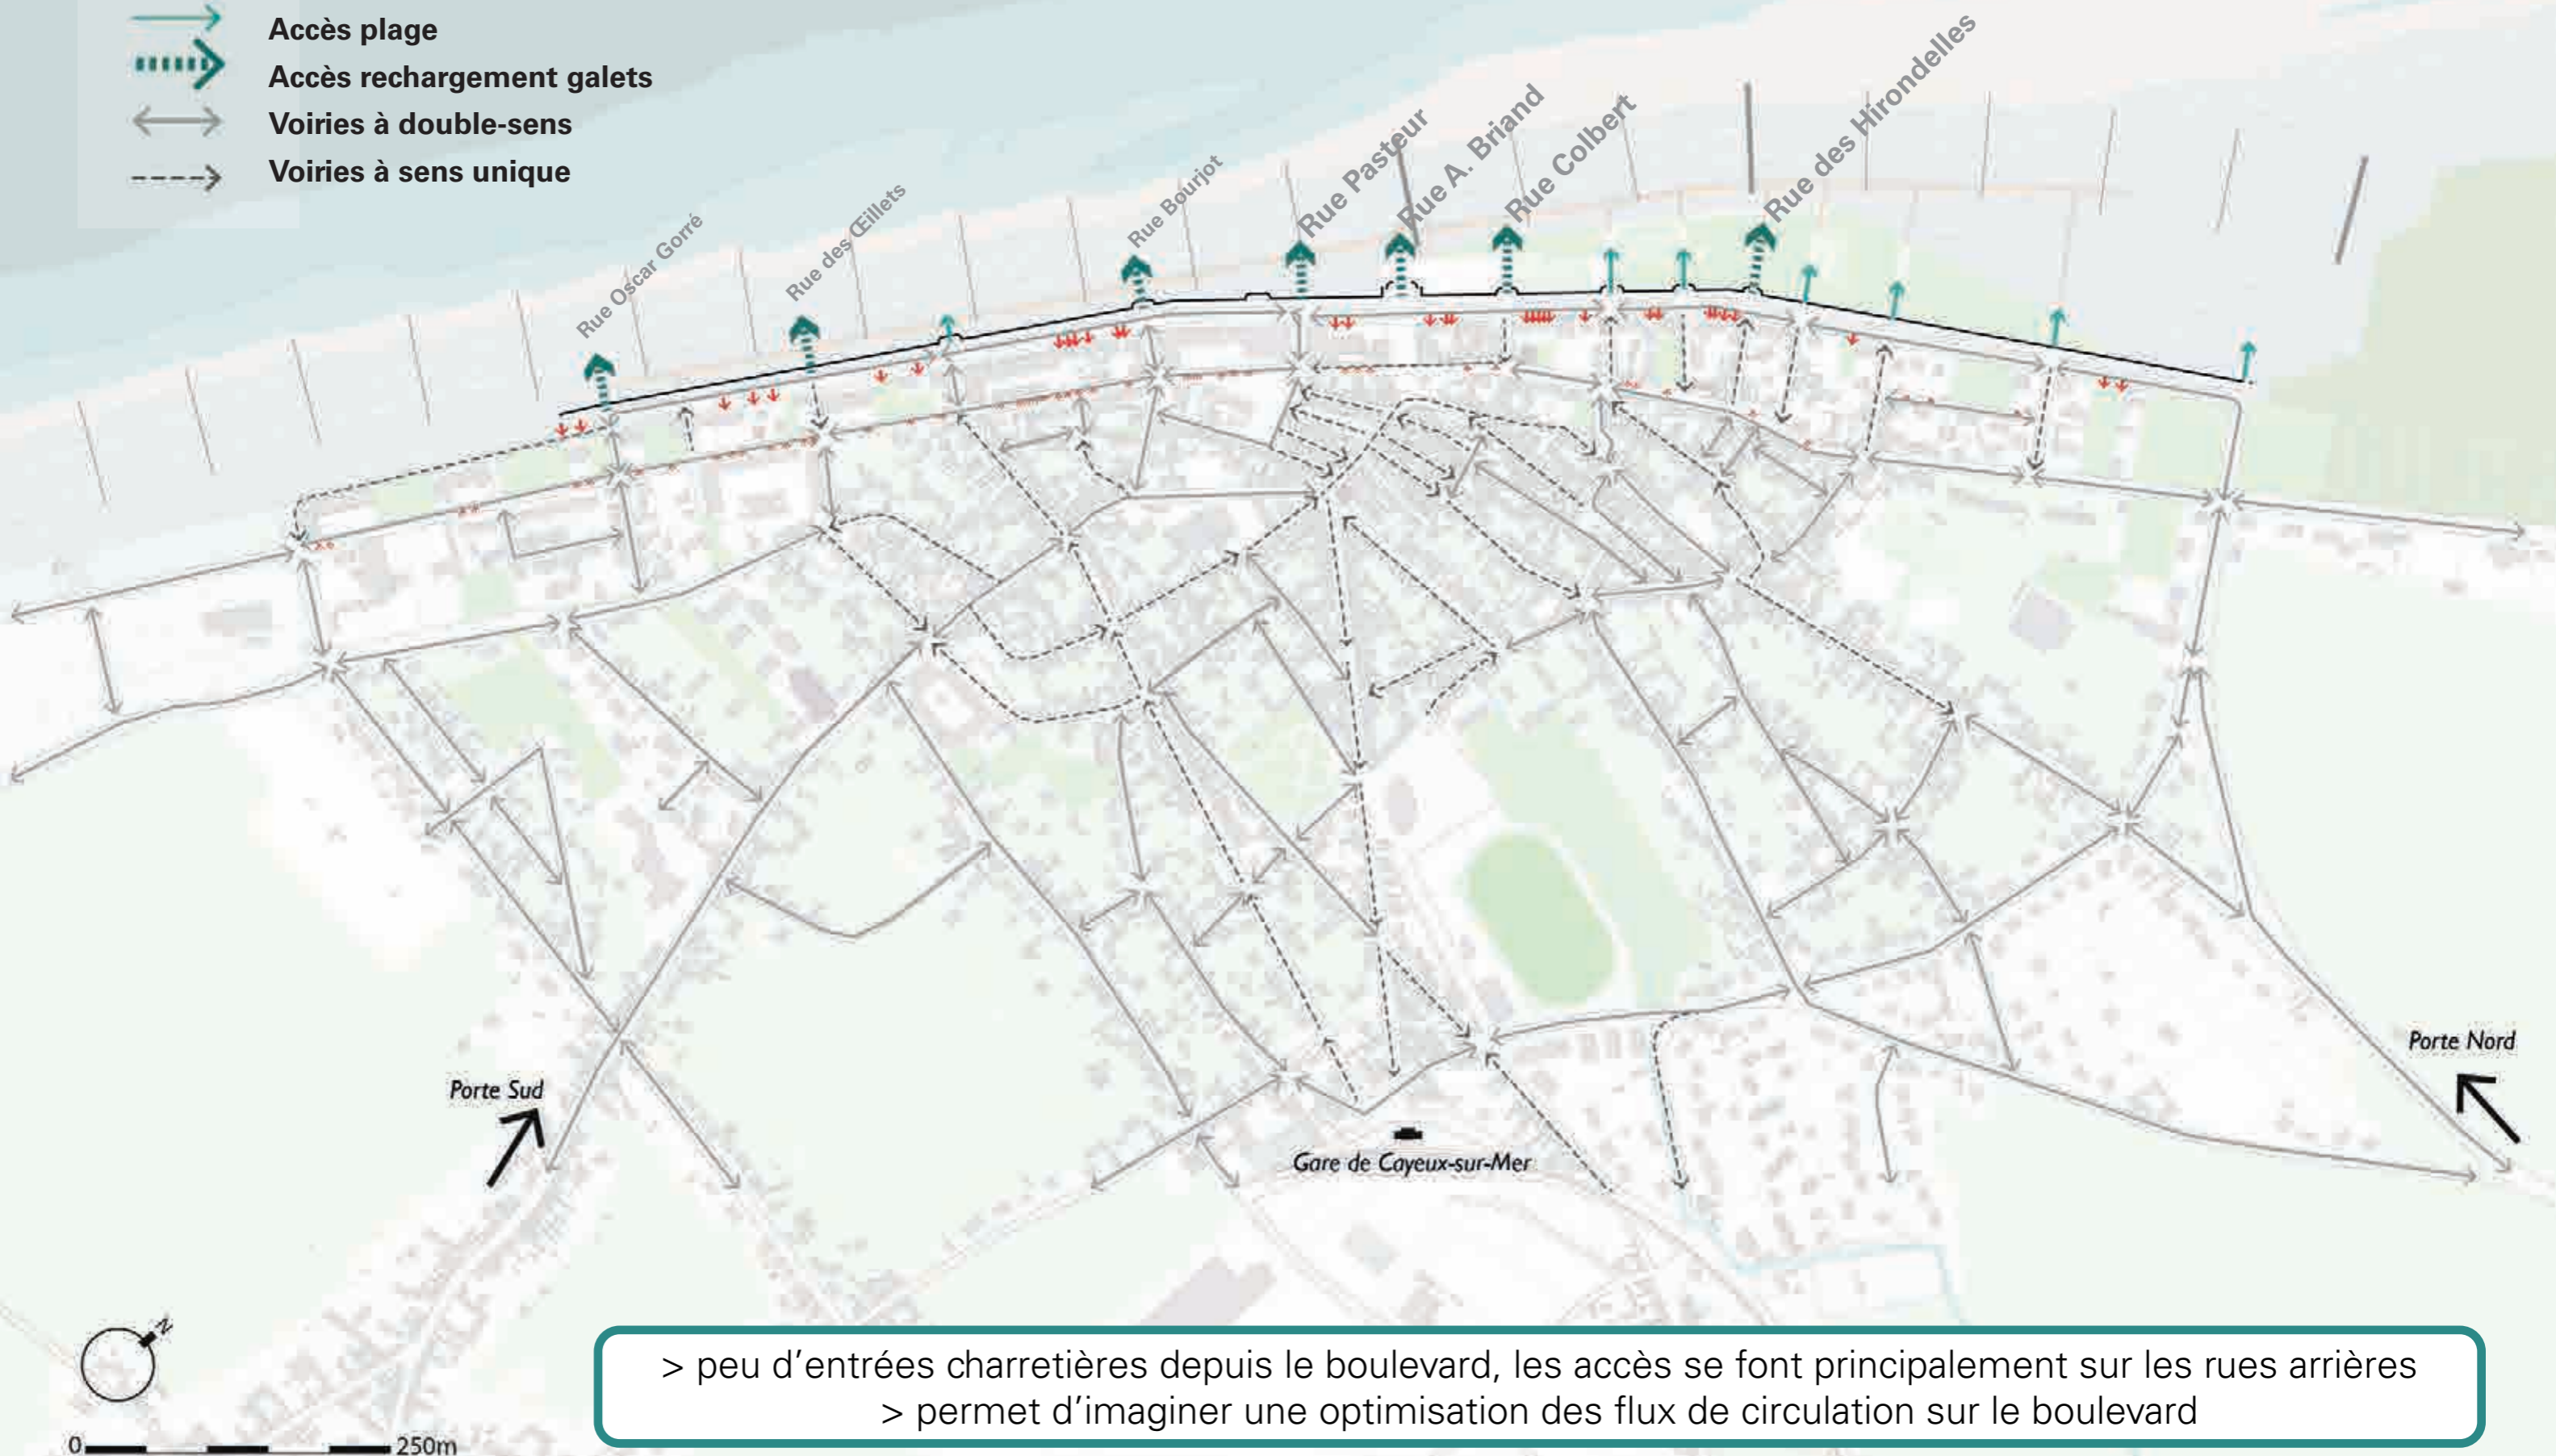 Accès plage
Accès rechargement galets
Voiries à double-sens
Voiries à sens unique
Rue Oscar Gorré
Rue des Œillets
Rue Bourjot
Rue Pasteur
Rue A. Briand
Rue Colbert
Rue des Hirondelles
Porte Sud
Gare de Cayeux-sur-Mer
Porte Nord
N
> peu d’entrées charretières depuis le boulevard, les accès se font principalement sur les rues arrières
> permet d’imaginer une optimisation des flux de circulation sur le boulevard
0 250m